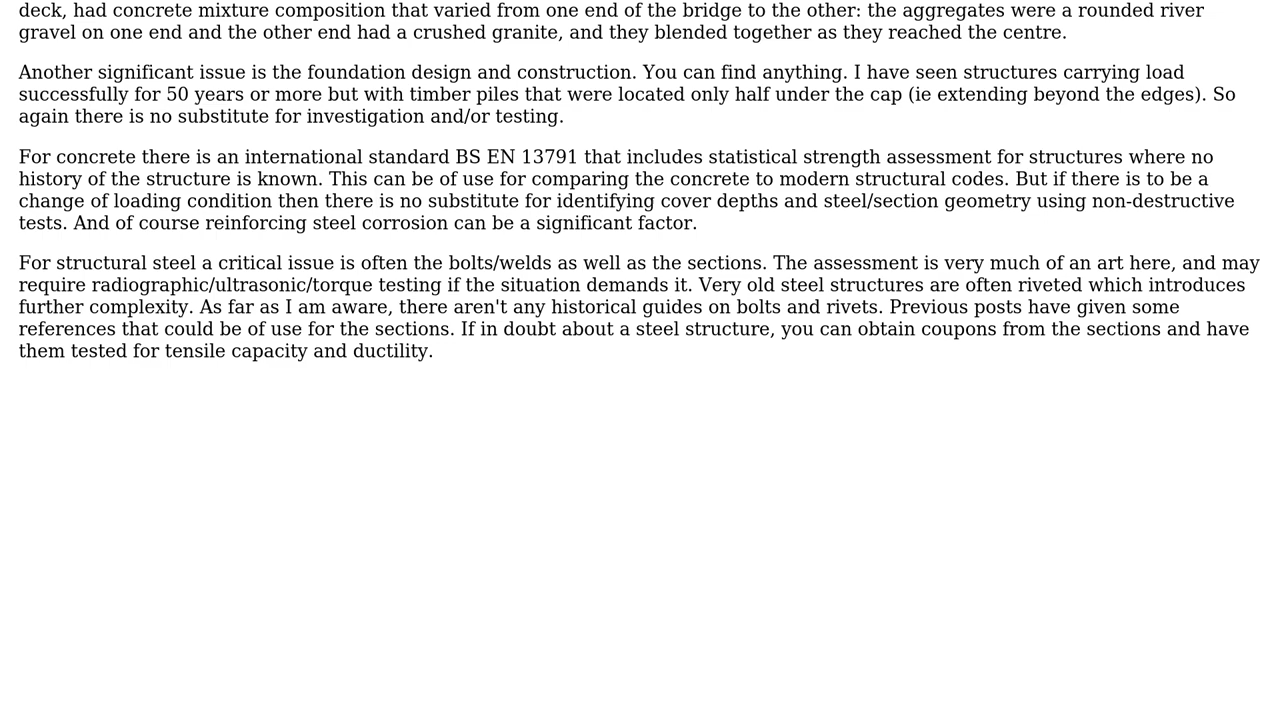 deck, had concrete mixture composition that varied from one end of the bridge to the other: the aggregates were a rounded river
gravel on one end and the other end had a crushed granite, and they blended together as they reached the centre.
Another significant issue is the foundation design and construction. You can find anything. I have seen structures carrying load
successfully for 50 years or more but with timber piles that were located only half under the cap (ie extending beyond the edges). So
again there is no substitute for investigation and/or testing.
For concrete there is an international standard BS EN 13791 that includes statistical strength assessment for structures where no
history of the structure is known. This can be of use for comparing the concrete to modern structural codes. But if there is to be a
change of loading condition then there is no substitute for identifying cover depths and steel/section geometry using non-destructive
tests. And of course reinforcing steel corrosion can be a significant factor.
For structural steel a critical issue is often the bolts/welds as well as the sections. The assessment is very much of an art here, and may
require radiographic/ultrasonic/torque testing if the situation demands it. Very old steel structures are often riveted which introduces
further complexity. As far as I am aware, there aren't any historical guides on bolts and rivets. Previous posts have given some
references that could be of use for the sections. If in doubt about a steel structure, you can obtain coupons from the sections and have
them tested for tensile capacity and ductility.